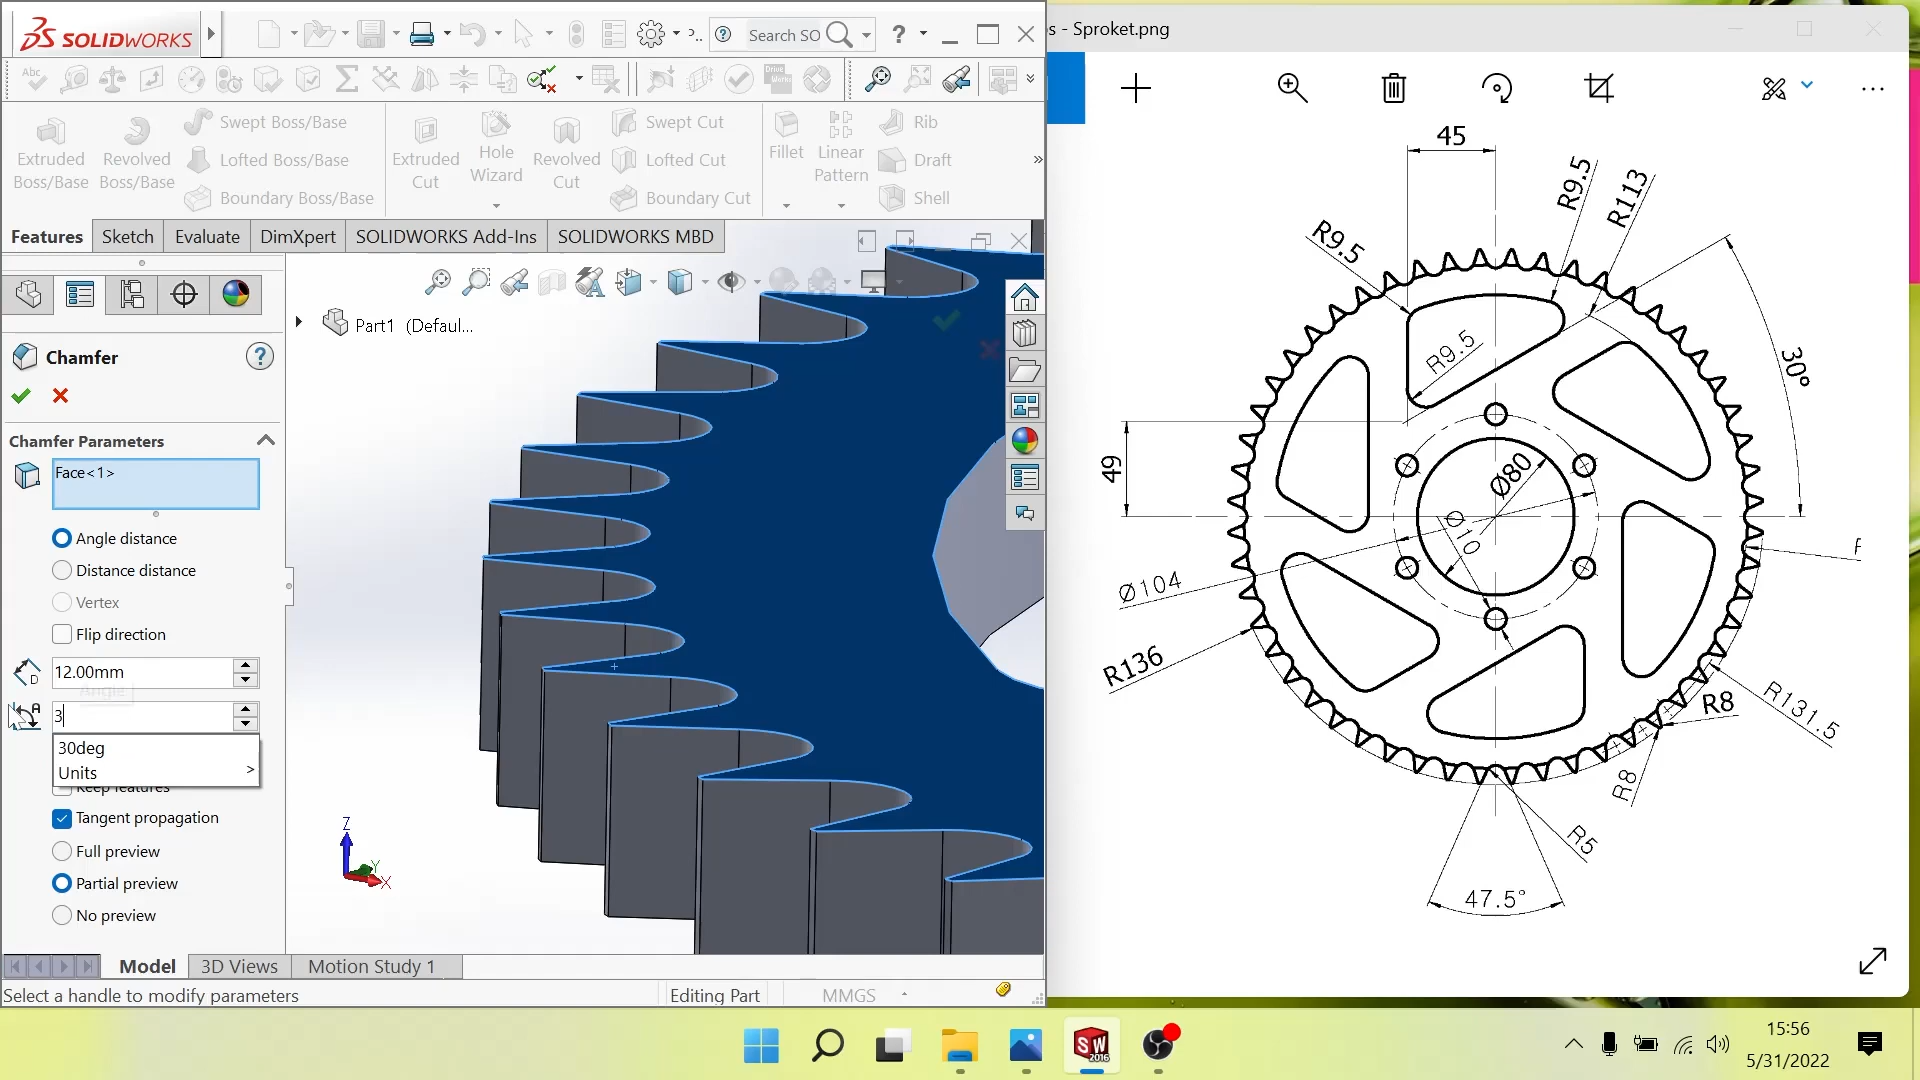 SOLIDWORKS
Search SO
?
Abc
Extruded Boss/Base
Revolved Boss/Base
Swept Boss/Base
Lofted Boss/Base
Boundary Boss/Base
Extruded Cut
Hole Wizard
Revolved Cut
Swept Cut
Lofted Cut
Boundary Cut
Fillet
Linear Pattern
Rib
Draft
Shell
Features
Sketch
Evaluate
DimXpert
SOLIDWORKS Add-Ins
SOLIDWORKS MBD
Part1 (Defaul...
Chamfer
?
Chamfer Parameters
Face<1>
Angle distance
Distance distance
Vertex
Flip direction
12.00mm
Angle
3
30deg
Units >
Keep features
Tangent propagation
Full preview
Partial preview
No preview
Z
Y
X
Model
3D Views
Motion Study 1
Select a handle to modify parameters
Editing Part
MMGS
s - Sproket.png
45
R9.5
R113
R9.5
R9.5
30°
49
Ø80
Ø10
Ø104
R136
R8
R131.5
R8
R5
47.5°
SW
2016
15:56
5/31/2022